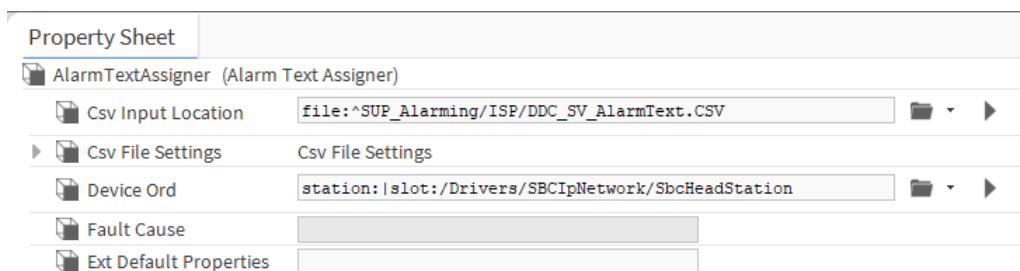 Property Sheet
AlarmTextAssigner (Alarm Text Assigner)
Csv Input Location file:^SUP_Alarming/ISP/DDC_SV_AlarmText.CSV
Csv File Settings Csv File Settings
Device Ord station:|slot:/Drivers/SBCIpNetwork/SbcHeadStation
Fault Cause
Ext Default Properties